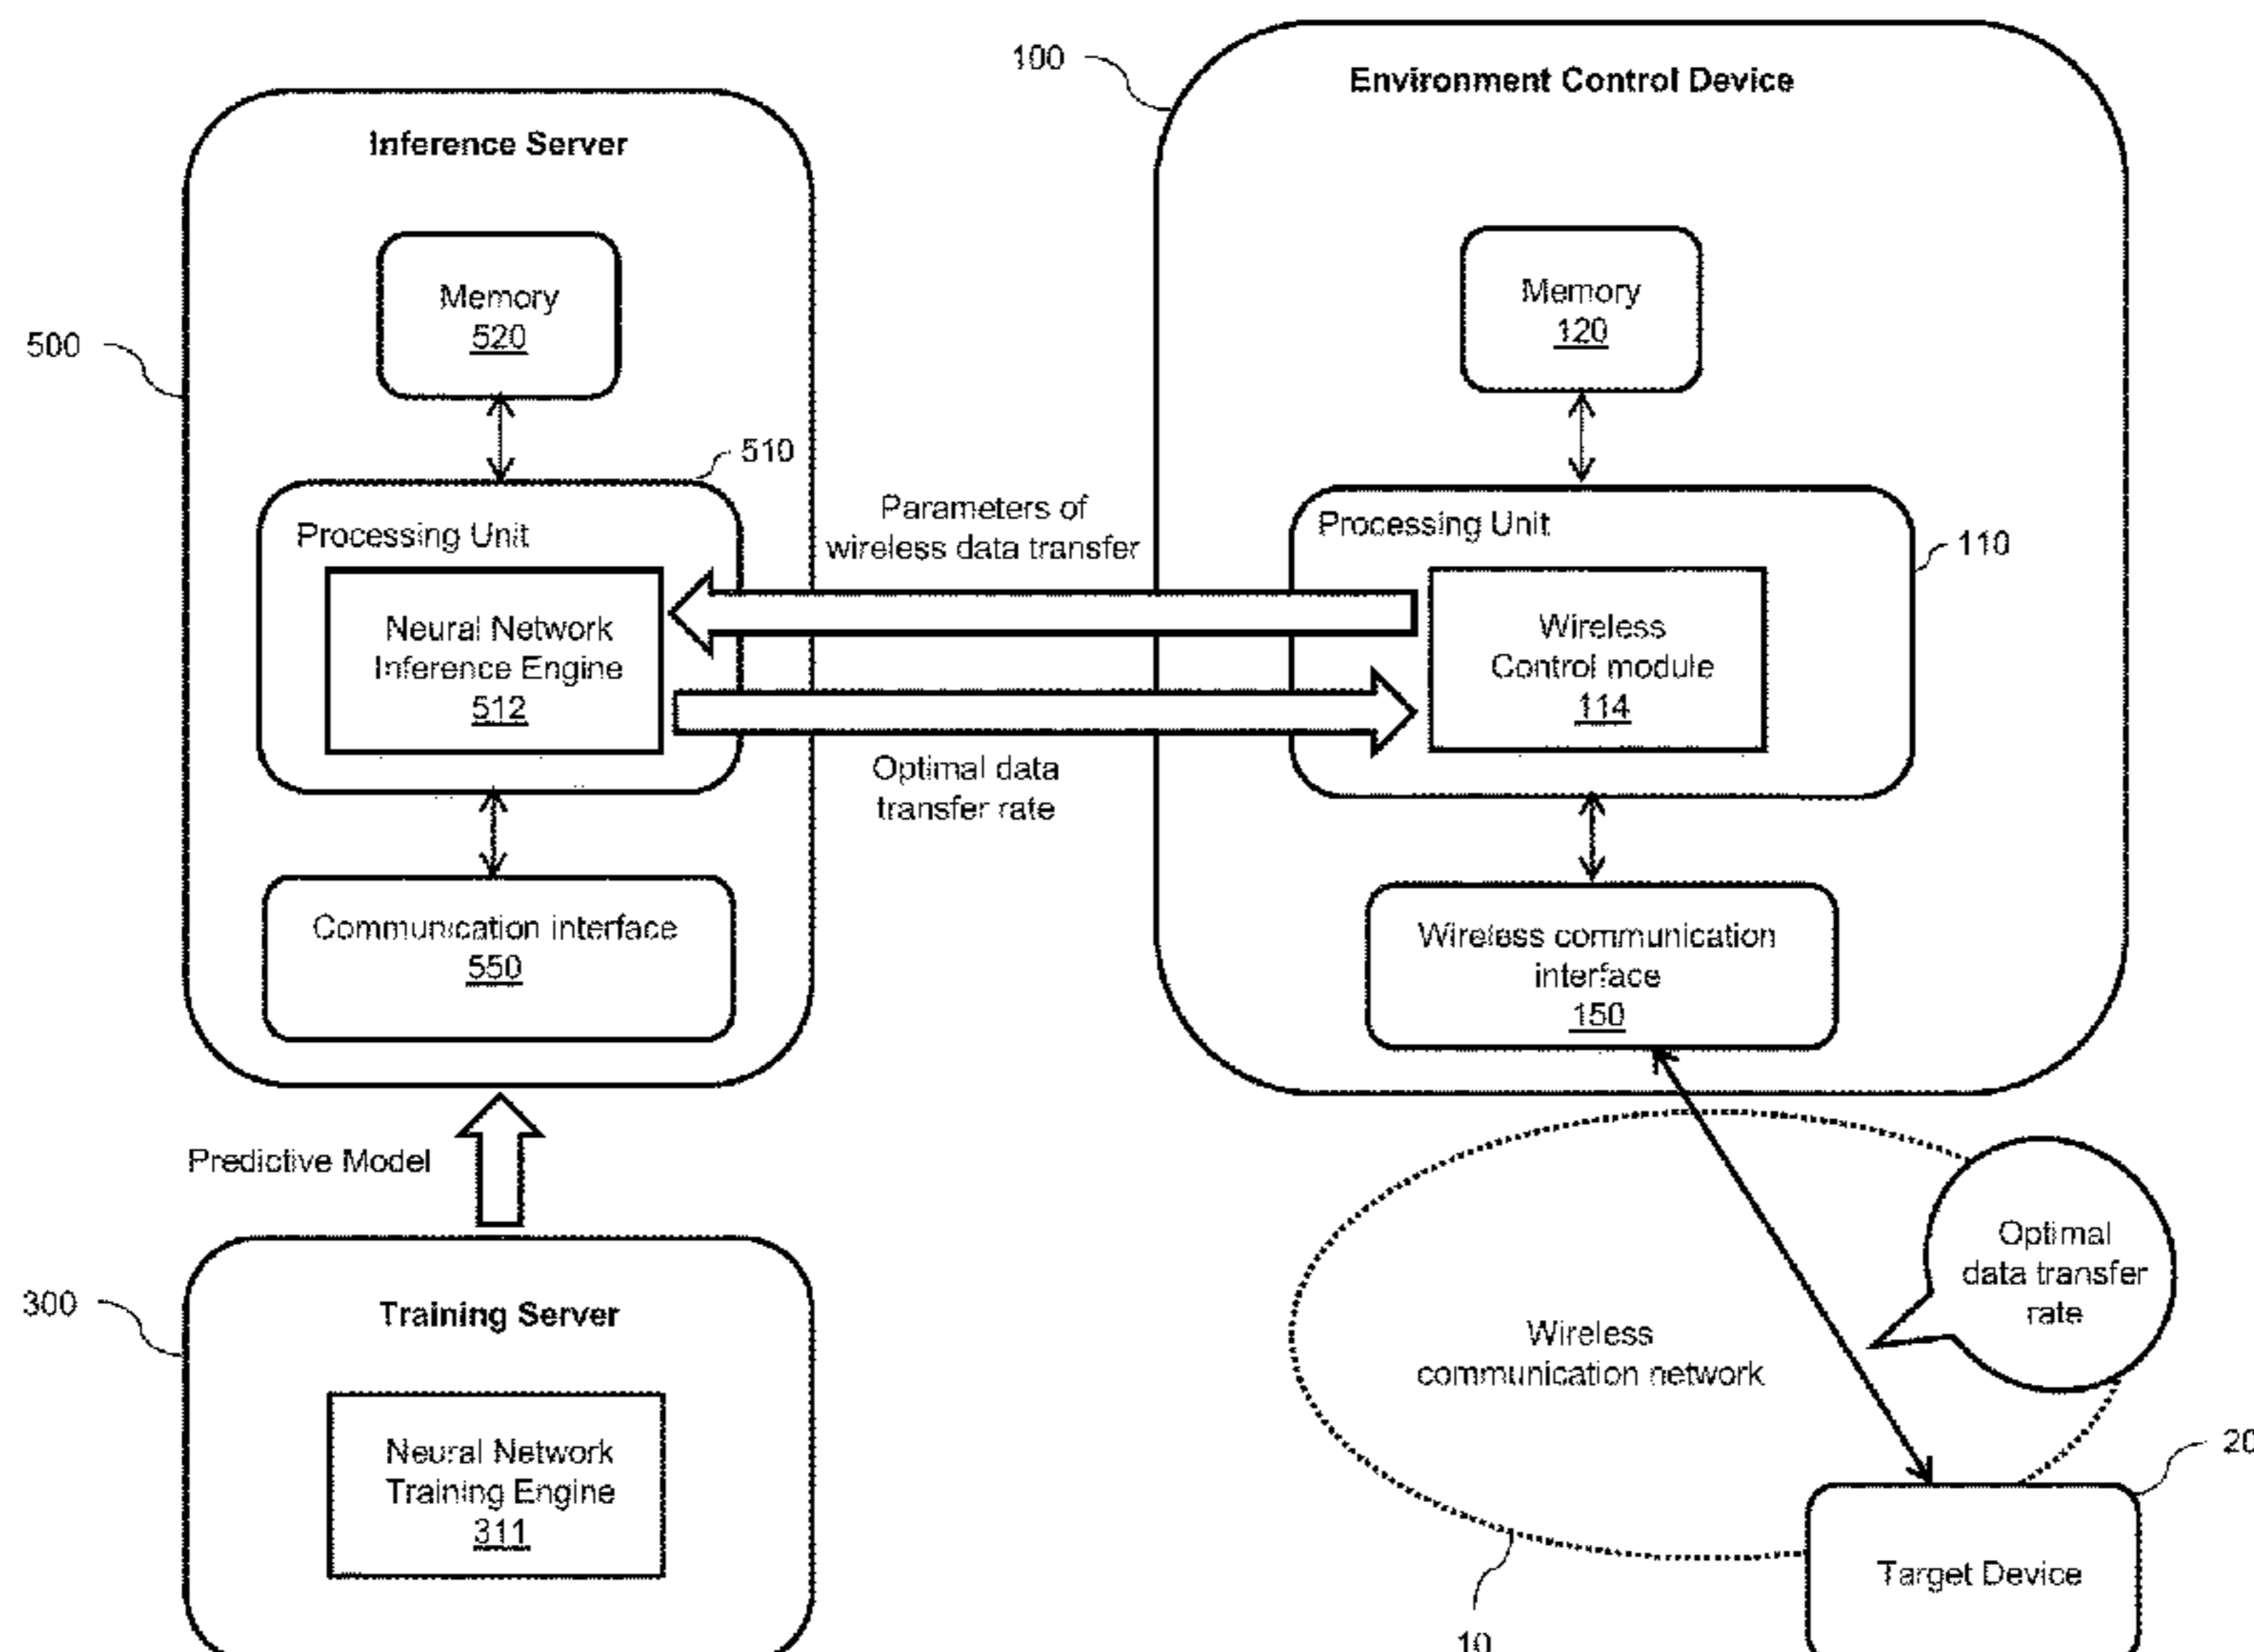 100
Environment Control Device
Inference Server
Memory
520
Memory
120
500
510
Processing Unit
Parameters of
wireless data transfer
Processing Unit
110
Neural Network
Inference Engine
512
Wireless
Control module
114
Optimal data
transfer rate
Communication interface
550
Wireless communication
interface
150
Predictive Model
Optimal
data transfer
rate
300
Training Server
Wireless
communication network
Neural Network
Training Engine
311
20
Target Device
10